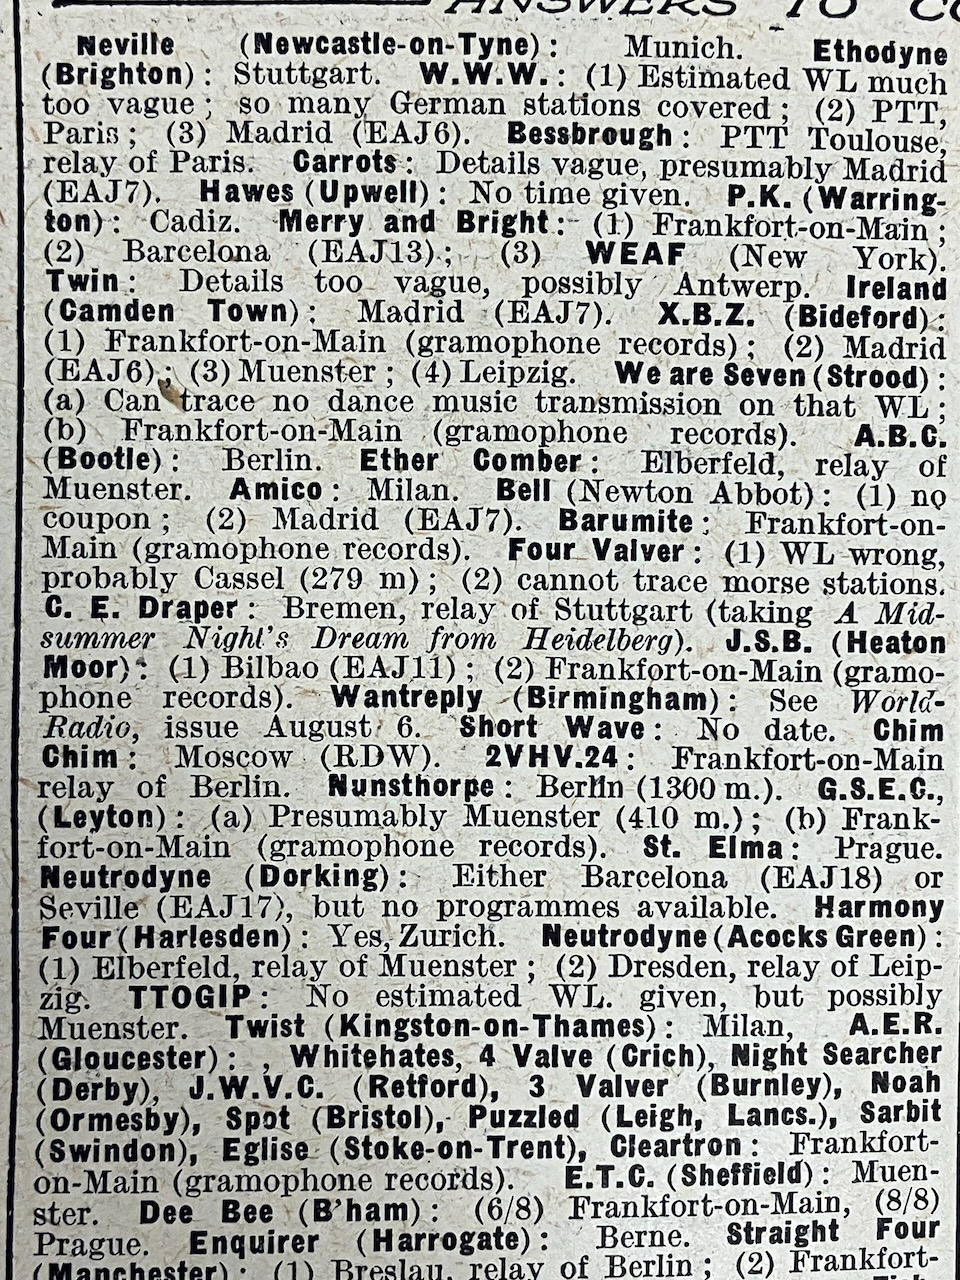 ANSWERS TO CO
Neville (Newcastle-on-Tyne): Munich. Ethodyne
(Brighton): Stuttgart. W.W.W.: (1) Estimated WL much
too vague; so many German stations covered; (2) PTT,
Paris; (3) Madrid (EAJ6). Bessbrough: PTT Toulouse,
relay of Paris. Carrots: Details vague, presumably Madrid
(EAJ7). Hawes (Upwell): No time given. P.K. (Warring-
ton): Cadiz. Merry and Bright: (1) Frankfort-on-Main;
(2) Barcelona (EAJ13); (3) WEAF (New York).
Twin: Details too vague, possibly Antwerp. Ireland
(Camden Town): Madrid (EAJ7). X.B.Z. (Bideford):
(1) Frankfort-on-Main (gramophone records); (2) Madrid
(EAJ6); (3) Muenster; (4) Leipzig. We are Seven (Strood):
(a) Can trace no dance music transmission on that WL;
(b) Frankfort-on-Main (gramophone records). A.B.C.
(Bootle): Berlin. Ether Comber: Elberfeld, relay of
Muenster. Amico: Milan. Bell (Newton Abbot): (1) no
coupon; (2) Madrid (EAJ7). Barumite: Frankfort-on-
Main (gramophone records). Four Valver: (1) WL wrong,
probably Cassel (279 m); (2) cannot trace morse stations.
C. E. Draper: Bremen, relay of Stuttgart (taking A Mid-
summer Night's Dream from Heidelberg). J.S.B. (Heaton
Moor): (1) Bilbao (EAJ11); (2) Frankfort-on-Main (gramo-
phone records). Wantreply (Birmingham): See World-
Radio, issue August 6. Short Wave: No date. Chim
Chim: Moscow (RDW). 2VHV.24: Frankfort-on-Main
relay of Berlin. Nunsthorpe: Berlin (1300 m.). G.S.E.C.,
(Leyton): (a) Presumably Muenster (410 m.); (b) Frank-
fort-on-Main (gramophone records). St. Elma: Prague.
Neutrodyne (Dorking): Either Barcelona (EAJ18) or
Seville (EAJ17), but no programmes available. Harmony
Four (Harlesden): Yes, Zurich. Neutrodyne (Acocks Green):
(1) Elberfeld, relay of Muenster; (2) Dresden, relay of Leip-
zig. TTOGIP: No estimated WL. given, but possibly
Muenster. Twist (Kingston-on-Thames): Milan, A.E.R.
(Gloucester): , Whitehates, 4 Valve (Crich), Night Searcher
(Derby), J.W.V.C. (Retford), 3 Valver (Burnley), Noah
(Ormesby), Spot (Bristol), Puzzled (Leigh, Lancs.), Sarbit
(Swindon), Eglise (Stoke-on-Trent), Cleartron: Frankfort-
on-Main (gramophone records). E.T.C. (Sheffield): Muen-
ster. Dee Bee (B'ham): (6/8) Frankfort-on-Main, (8/8)
Prague. Enquirer (Harrogate): Berne. Straight Four
(Manchester): (1) Breslau, relay of Berlin; (2) Frankfort-